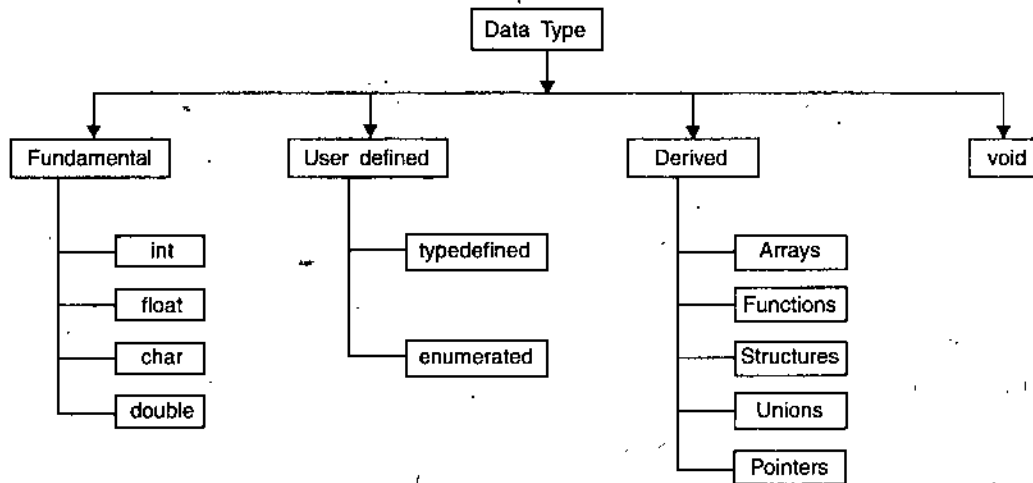 Data Type
Fundamental
User defined
Derived
void
int
float
char
double
typedefined
enumerated
Arrays
Functions
Structures
Unions
Pointers